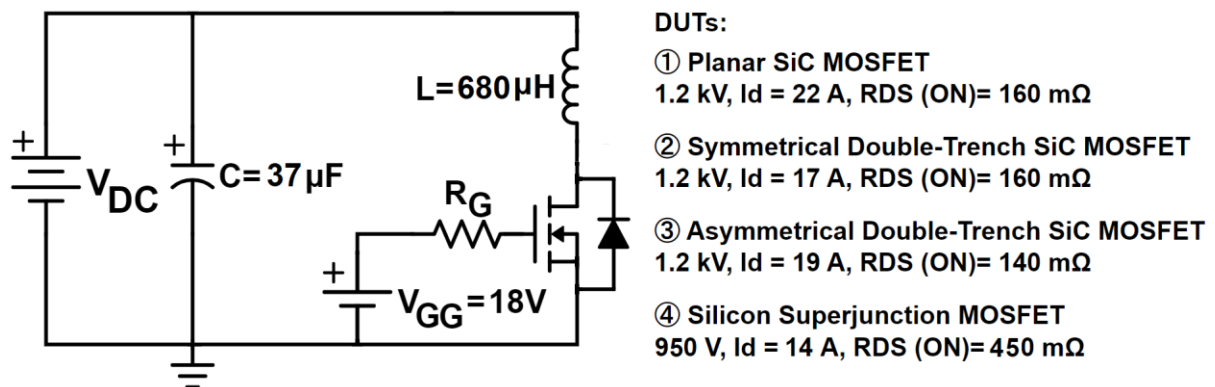 L=680μH
V_DC
C=37μF
R_G
V_GG=18V
DUTs:
① Planar SiC MOSFET
1.2 kV, Id = 22 A, RDS (ON)= 160 mΩ
② Symmetrical Double-Trench SiC MOSFET
1.2 kV, Id = 17 A, RDS (ON)= 160 mΩ
③ Asymmetrical Double-Trench SiC MOSFET
1.2 kV, Id = 19 A, RDS (ON)= 140 mΩ
④ Silicon Superjunction MOSFET
950 V, Id = 14 A, RDS (ON)= 450 mΩ